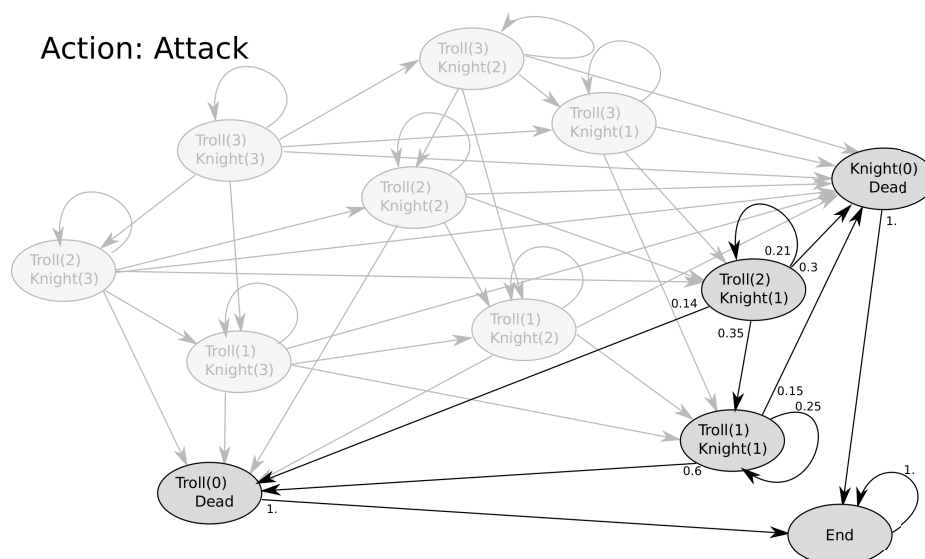 Action: Attack
Troll(3)
Knight(2)
Troll(3)
Knight(1)
Troll(3)
Knight(3)
Knight(0)
Dead
Troll(2)
Knight(2)
1.
0.21
0.3
Troll(2)
Knight(3)
Troll(2)
Knight(1)
0.14
0.35
Troll(1)
Knight(2)
Troll(1)
Knight(3)
0.15
0.25
Troll(1)
Knight(1)
0.6
1.
Troll(0)
Dead
1.
End